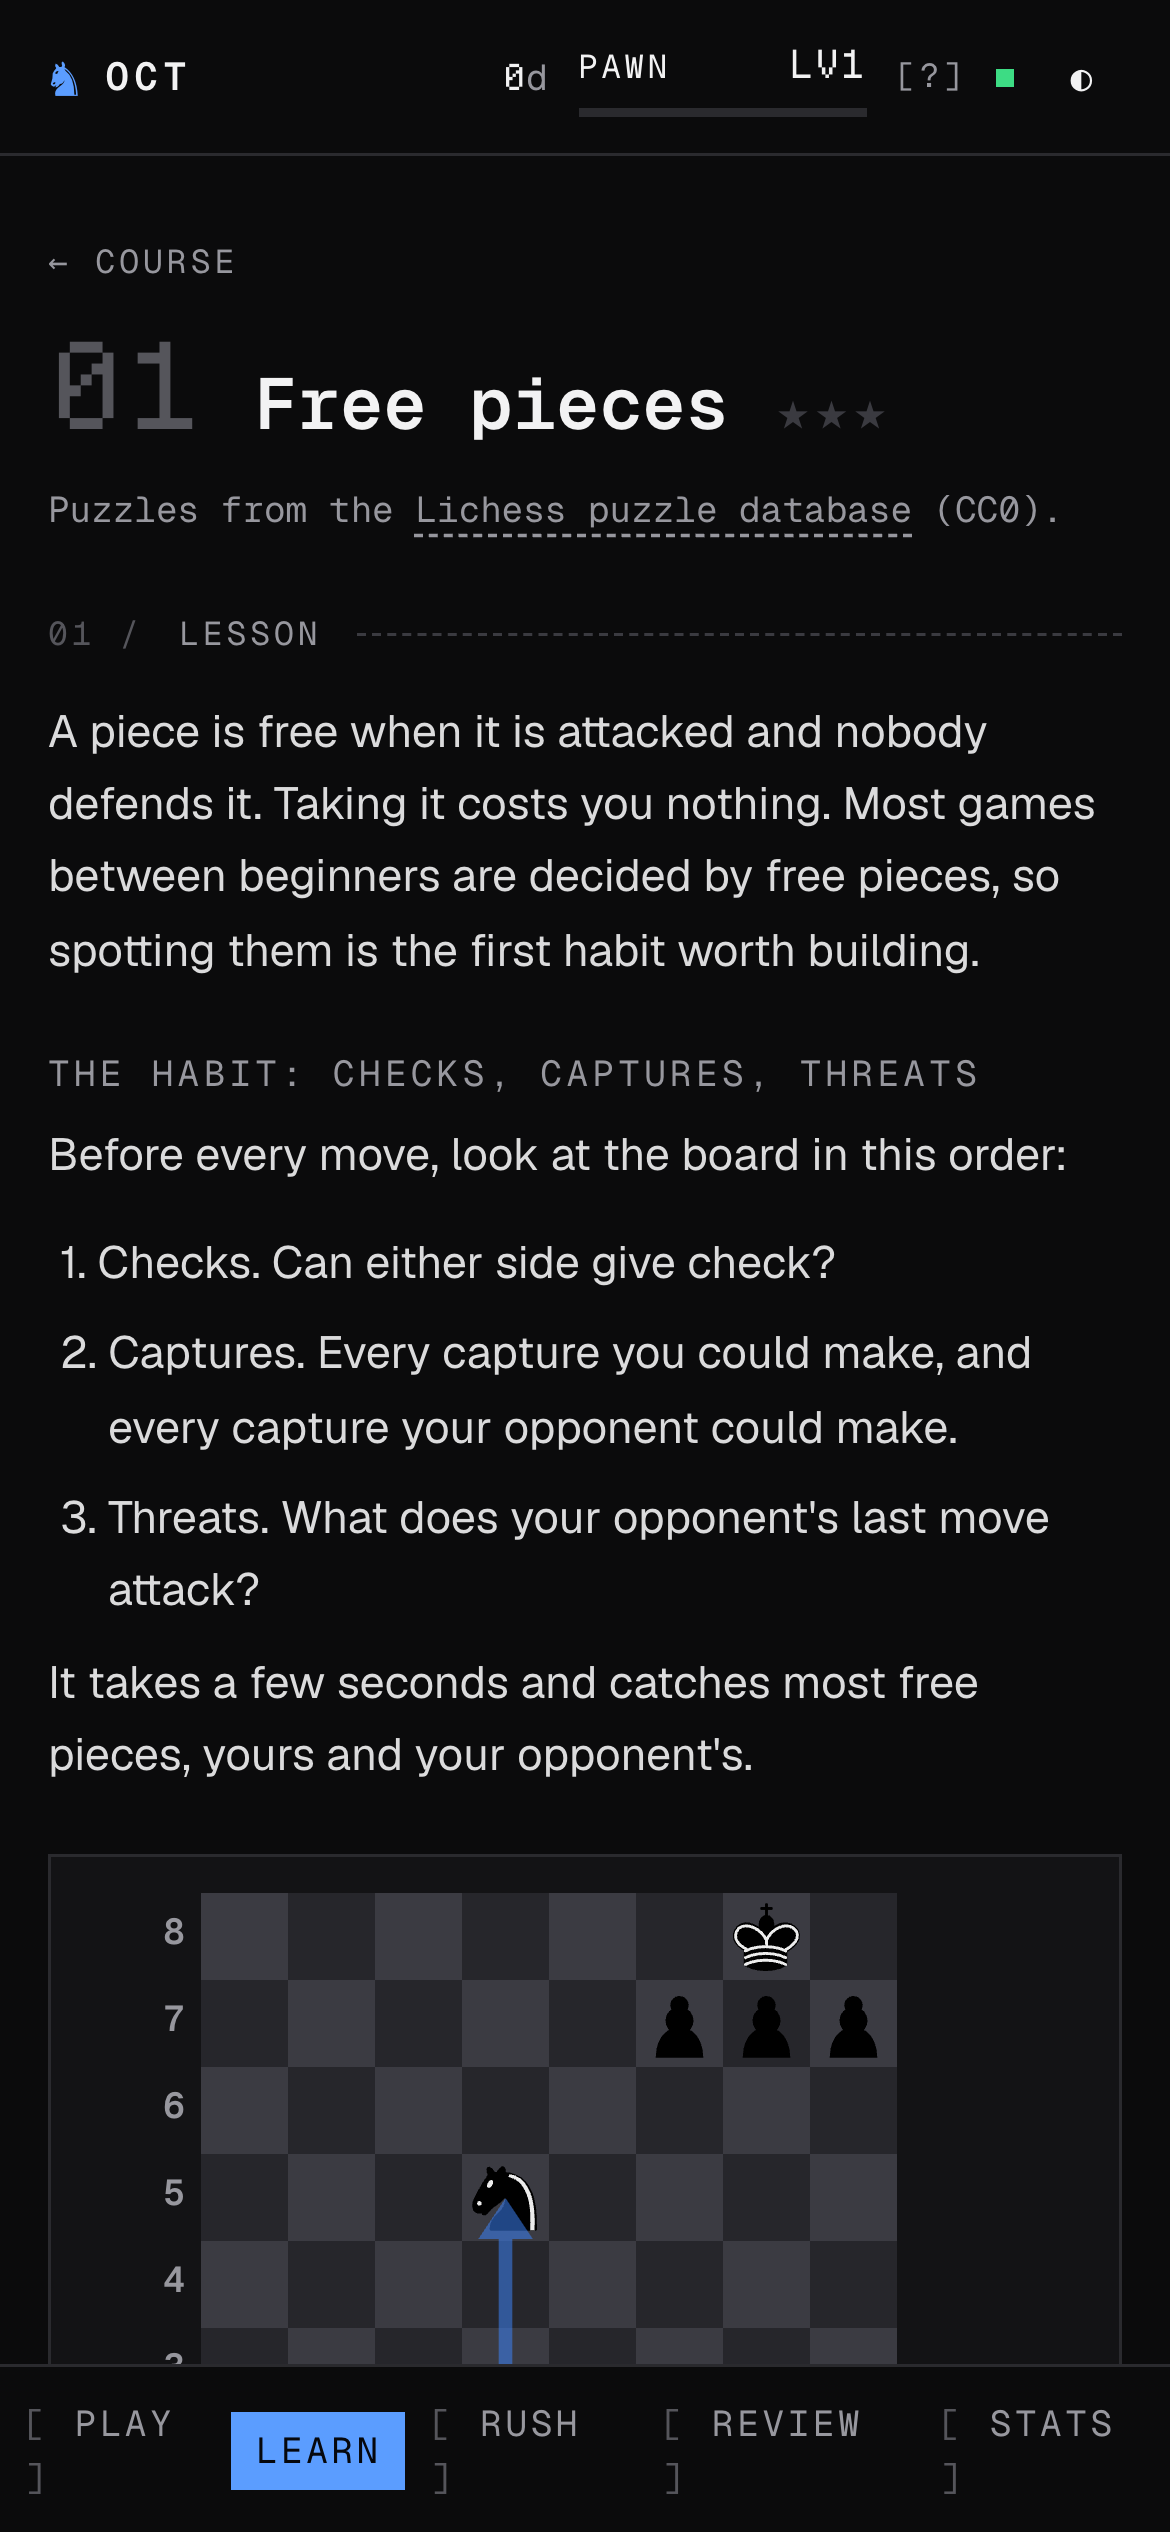 ♞ OCT 0d PAWN LV1 [?]
← COURSE
01 Free pieces ★★★
Puzzles from the Lichess puzzle database (CC0).
01 / LESSON
A piece is free when it is attacked and nobody
defends it. Taking it costs you nothing. Most games
between beginners are decided by free pieces, so
spotting them is the first habit worth building.
THE HABIT: CHECKS, CAPTURES, THREATS
Before every move, look at the board in this order:
1. Checks. Can either side give check?
2. Captures. Every capture you could make, and
every capture your opponent could make.
3. Threats. What does your opponent's last move
attack?
It takes a few seconds and catches most free
pieces, yours and your opponent's.
8
7
6
5
4
[ PLAY ] LEARN [ RUSH ] [ REVIEW ] [ STATS ]